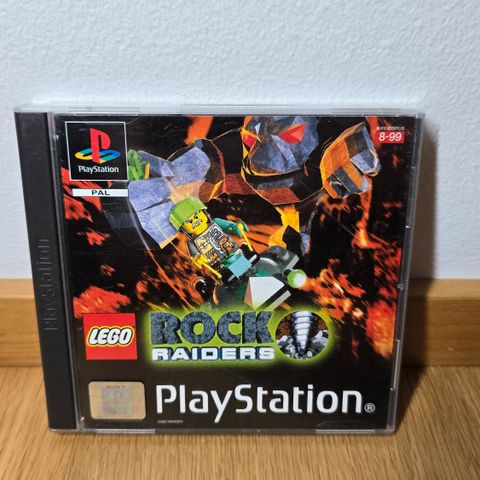 PlayStation
PAL
8-99
PlayStation
LEGO
ROCK
RAIDERS
PlayStation®